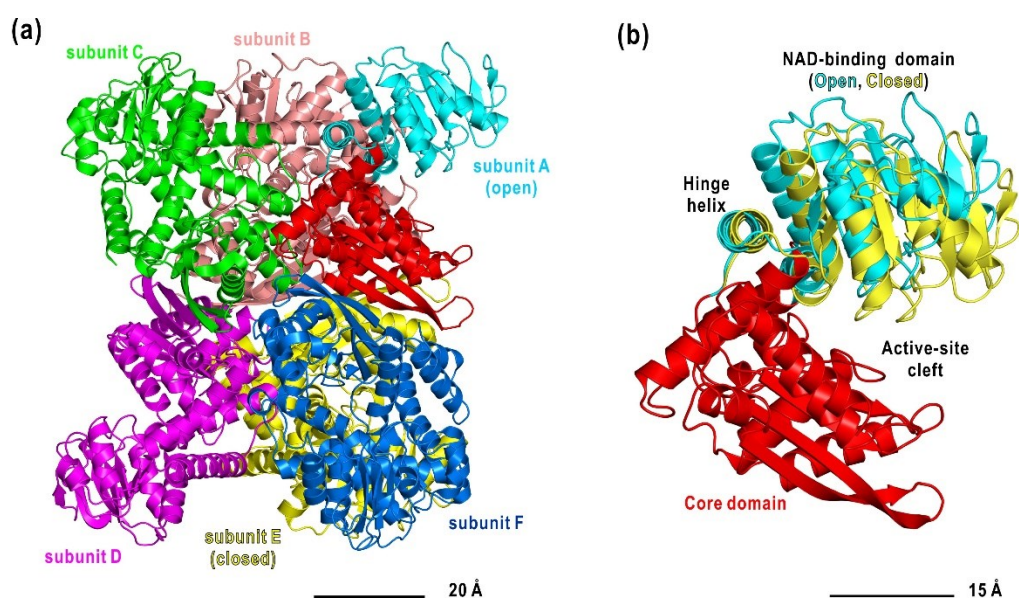 (a)
subunit C
subunit B
subunit A
(open)
subunit D
subunit E
(closed)
subunit F
20 Å
(b)
NAD-binding domain
(Open, Closed)
Hinge
helix
Active-site
cleft
Core domain
15 Å